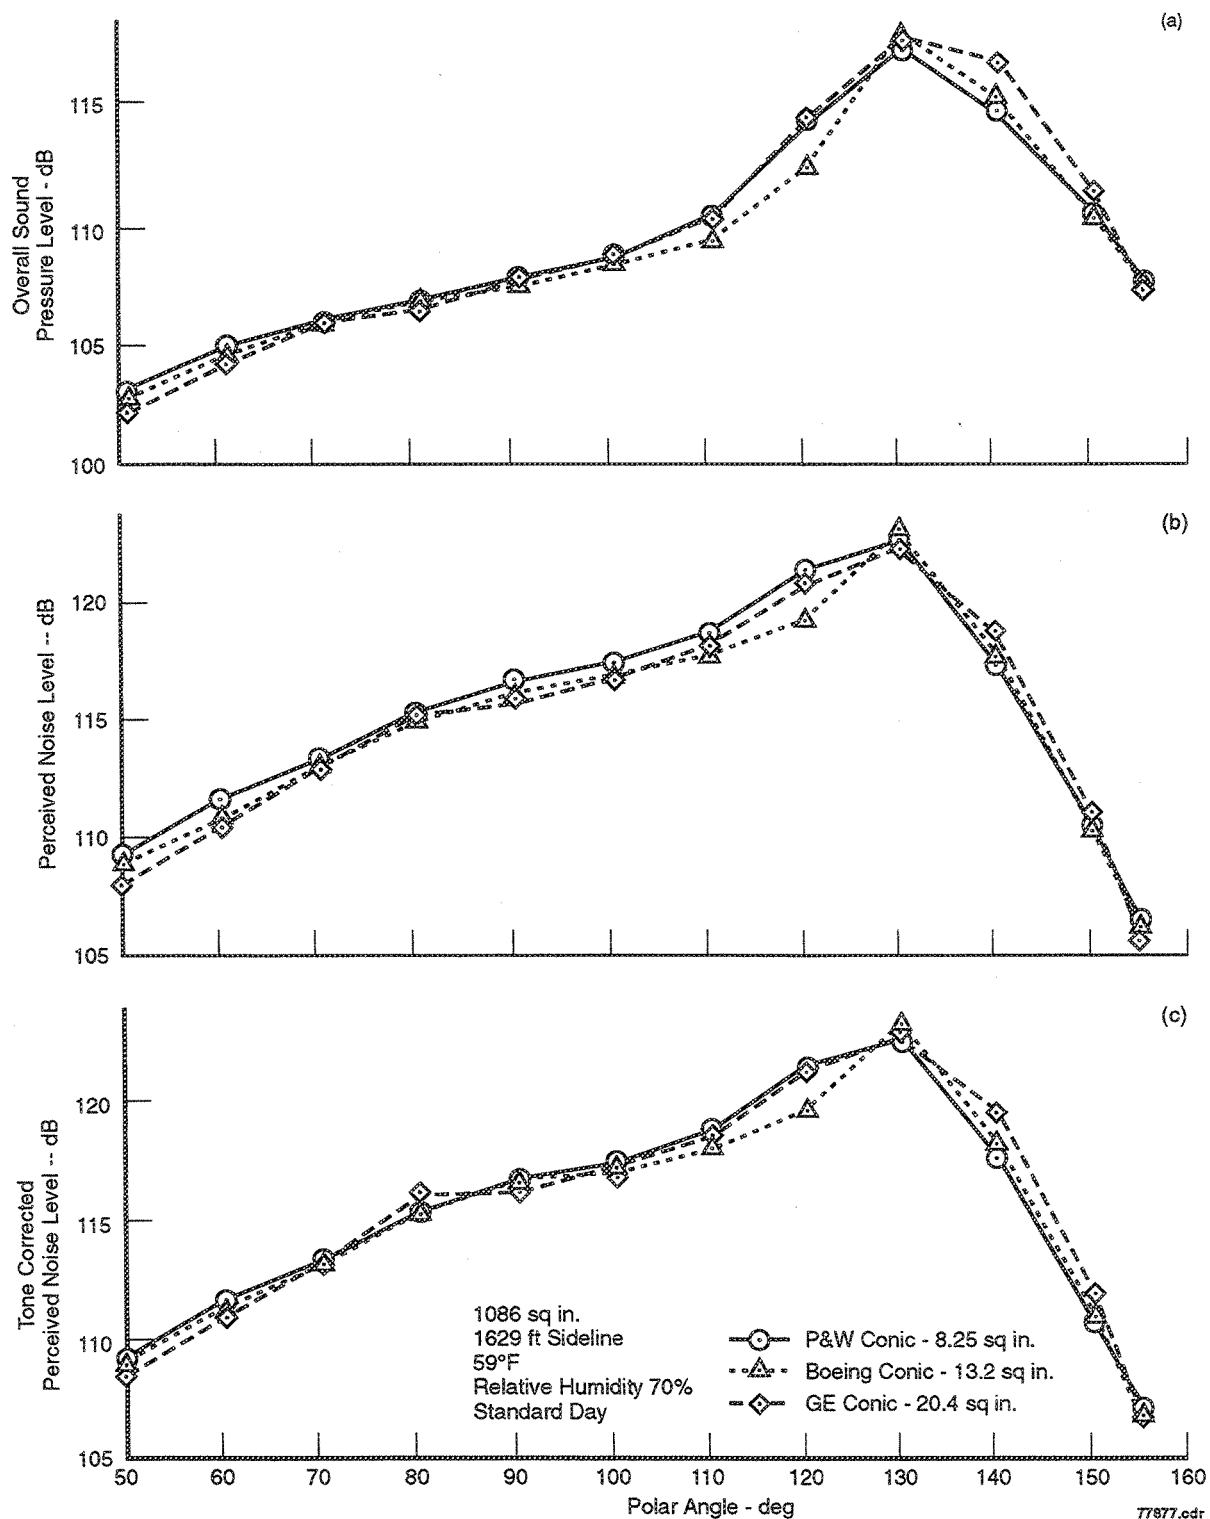 (a)
115
110
105
100
Overall Sound
Pressure Level - dB
(b)
120
115
110
105
Perceived Noise Level -- dB
(c)
120
115
110
105
Tone Corrected
Perceived Noise Level -- dB
1086 sq in.
1629 ft Sideline
59°F
Relative Humidity 70%
Standard Day
P&W Conic - 8.25 sq in.
Boeing Conic - 13.2 sq in.
GE Conic - 20.4 sq in.
50 60 70 80 90 100 110 120 130 140 150 160
Polar Angle - deg
77877.cdr